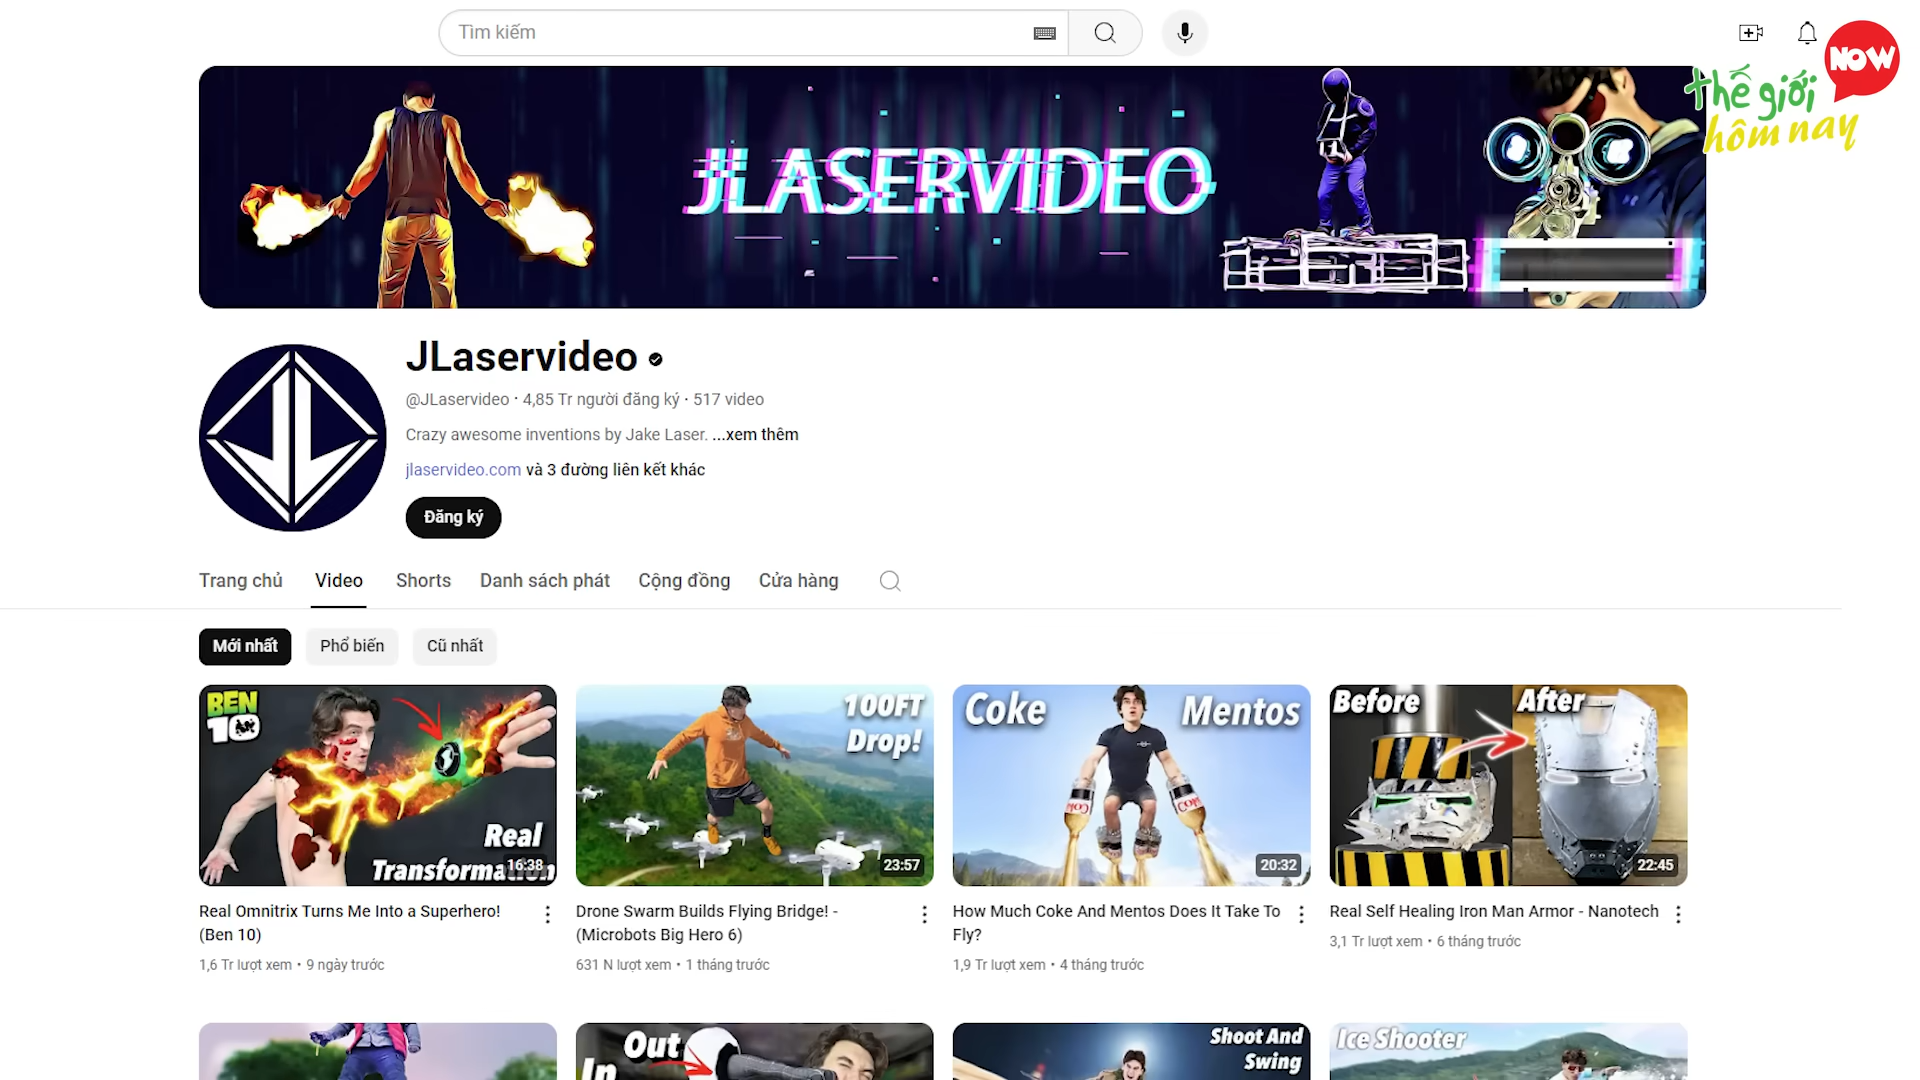 Tìm kiếm
NOW
thế giới
hôm nay
JLASERVIDEO
JLaservideo
@JLaservideo • 4,85 Tr người đăng ký • 517 video
Crazy awesome inventions by Jake Laser. ...xem thêm
jlaservideo.com và 3 đường liên kết khác
Đăng ký
Trang chủ Video Shorts Danh sách phát Cộng đồng Cửa hàng
Mới nhất Phổ biến Cũ nhất
BEN
10
Real
16:38
100FT
Drop!
23:57
Coke Mentos
20:32
Before After
22:45
Real Omnitrix Turns Me Into a Superhero!
(Ben 10)
1,6 Tr lượt xem • 9 ngày trước
Drone Swarm Builds Flying Bridge! -
(Microbots Big Hero 6)
631 N lượt xem • 1 tháng trước
How Much Coke And Mentos Does It Take To
Fly?
1,9 Tr lượt xem • 4 tháng trước
Real Self Healing Iron Man Armor - Nanotech
3,1 Tr lượt xem • 6 tháng trước
Out
In
Shoot And
Swing
Ice Shooter